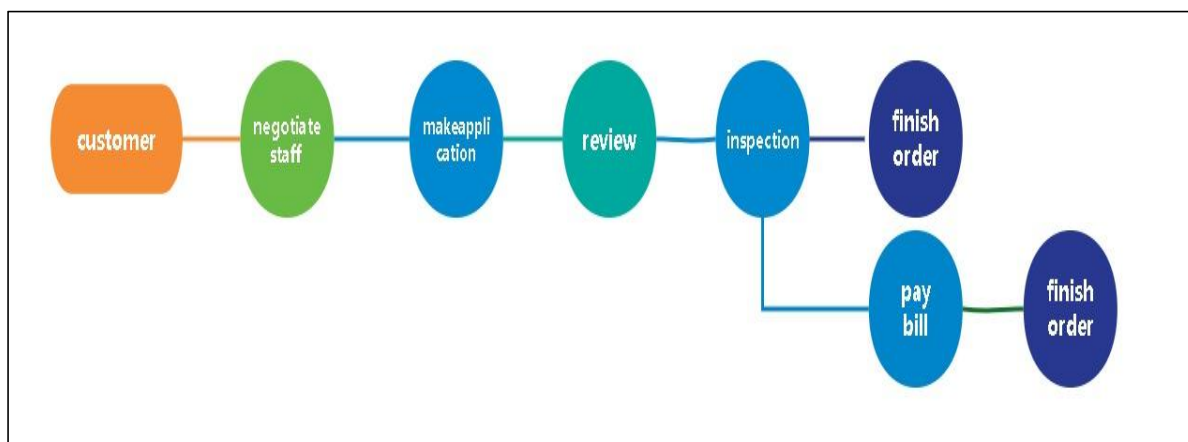 customer
negotiate
staff
makeappli
cation
review
inspection
finish
order
pay
bill
finish
order